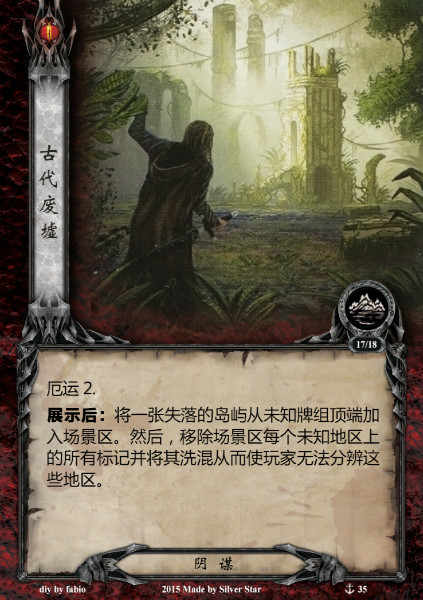 古代废墟
17/18
厄运 2.
展示后：将一张失落的岛屿从未知牌组顶端加
入场景区。然后，移除场景区每个未知地区上
的所有标记并将其洗混从而使玩家无法分辨这
些地区。
阴谋
diy by fabio 2015 Made by Silver Star 35